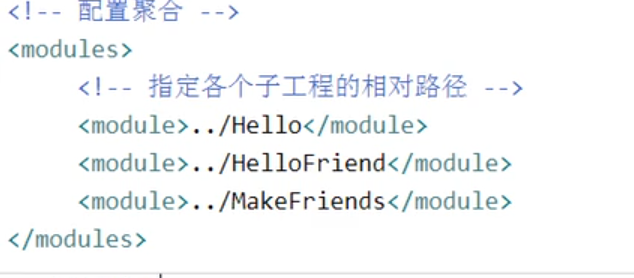 <!-- 配置聚合 -->
<modules>
<!-- 指定各个子工程的相对路径 -->
<module>../Hello</module>
<module>../HelloFriend</module>
<module>../MakeFriends</module>
</modules>